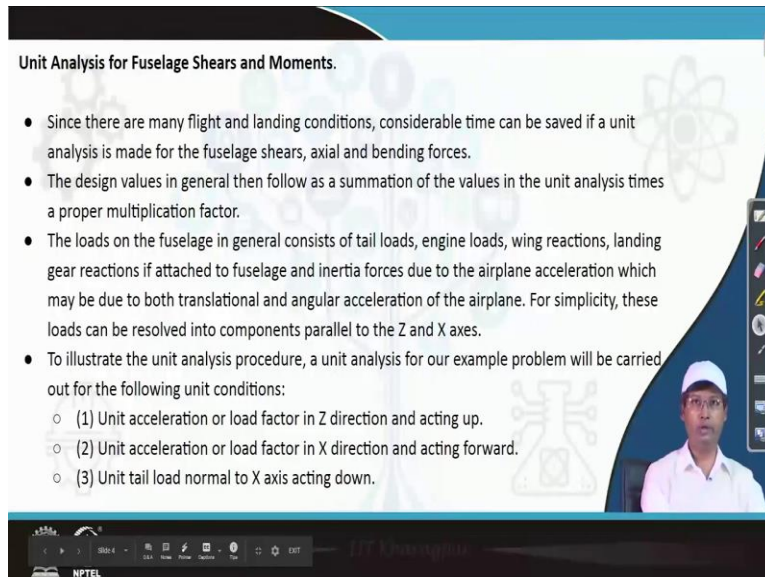 Unit Analysis for Fuselage Shears and Moments.
● Since there are many flight and landing conditions, considerable time can be saved if a unit
analysis is made for the fuselage shears, axial and bending forces.
● The design values in general then follow as a summation of the values in the unit analysis times
a proper multiplication factor.
● The loads on the fuselage in general consists of tail loads, engine loads, wing reactions, landing
gear reactions if attached to fuselage and inertia forces due to the airplane acceleration which
may be due to both translational and angular acceleration of the airplane. For simplicity, these
loads can be resolved into components parallel to the Z and X axes.
● To illustrate the unit analysis procedure, a unit analysis for our example problem will be carried
out for the following unit conditions:
○ (1) Unit acceleration or load factor in Z direction and acting up.
○ (2) Unit acceleration or load factor in X direction and acting forward.
○ (3) Unit tail load normal to X axis acting down.
Slide 4
Q&A Notes Pointer Captions Tips EXIT
IIT Kharagpur
NPTEL